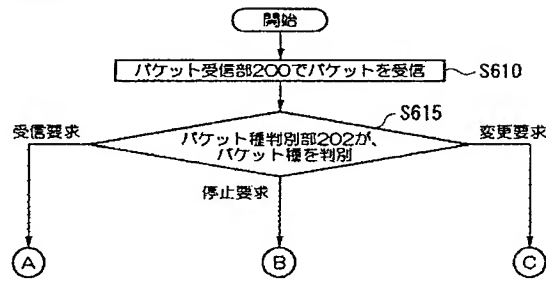 開始
パケット受信部200でパケットを受信
S610
S615
パケット種判別部202が、
パケット種を判別
受信要求
変更要求
停止要求
A
B
C